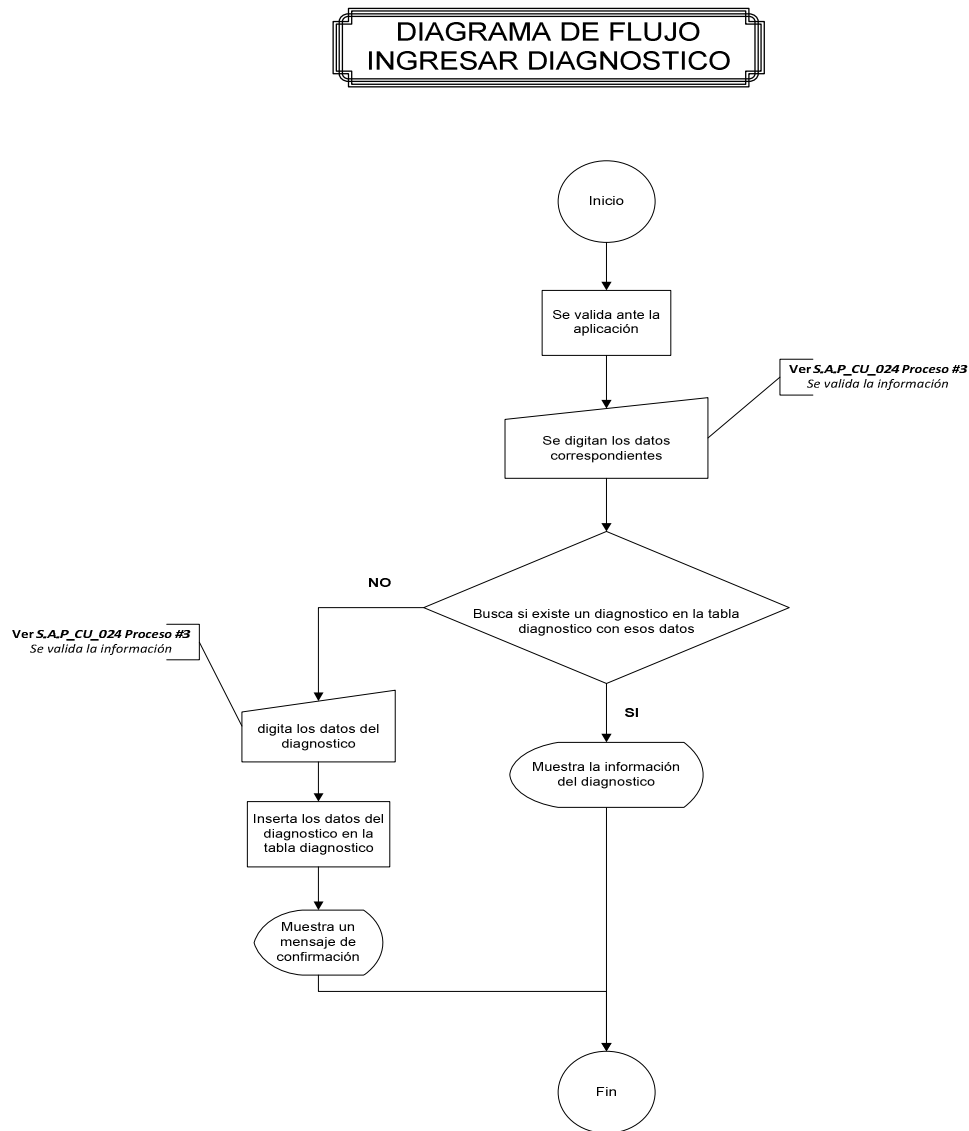 DIAGRAMA DE FLUJO
INGRESAR DIAGNOSTICO
Inicio
Se valida ante la
aplicación
Ver S.A.P_CU_024 Proceso #3
Se valida la información
Se digitan los datos
correspondientes
NO
Busca si existe un diagnostico en la tabla
diagnostico con esos datos
Ver S.A.P_CU_024 Proceso #3
Se valida la información
SI
digita los datos del
diagnostico
Muestra la información
del diagnostico
Inserta los datos del
diagnostico en la
tabla diagnostico
Muestra un
mensaje de
confirmación
Fin